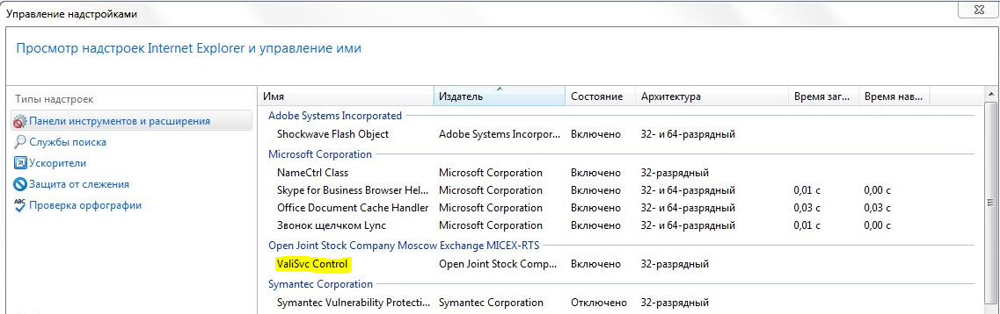 Управление надстройками
Просмотр надстроек Internet Explorer и управление ими
Типы надстроек
Панели инструментов и расширения
Службы поиска
Ускорители
Защита от слежения
ABC Проверка орфографии
Имя Издатель Состояние Архитектура Время заг... Время нав...
Adobe Systems Incorporated
Shockwave Flash Object Adobe Systems Incorpor... Включено 32- и 64-разрядный
Microsoft Corporation
NameCtrl Class Microsoft Corporation Включено 32-разрядный
Skype for Business Browser Hel... Microsoft Corporation Включено 32- и 64-разрядный 0,01 с 0,00 с
Office Document Cache Handler Microsoft Corporation Включено 32- и 64-разрядный 0,03 с 0,03 с
Звонок щелчком Lync Microsoft Corporation Включено 32- и 64-разрядный 0,01 с 0,00 с
Open Joint Stock Company Moscow Exchange MICEX-RTS
ValiSvc Control Open Joint Stock Comp... Включено 32-разрядный
Symantec Corporation
Symantec Vulnerability Protecti... Symantec Corporation Отключено 32-разрядный